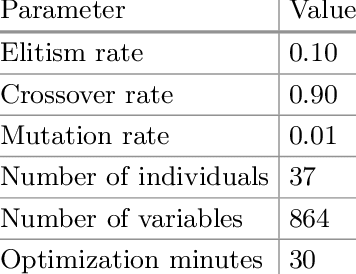 Parameter Value
Elitism rate 0.10
Crossover rate 0.90
Mutation rate 0.01
Number of individuals 37
Number of variables 864
Optimization minutes 30